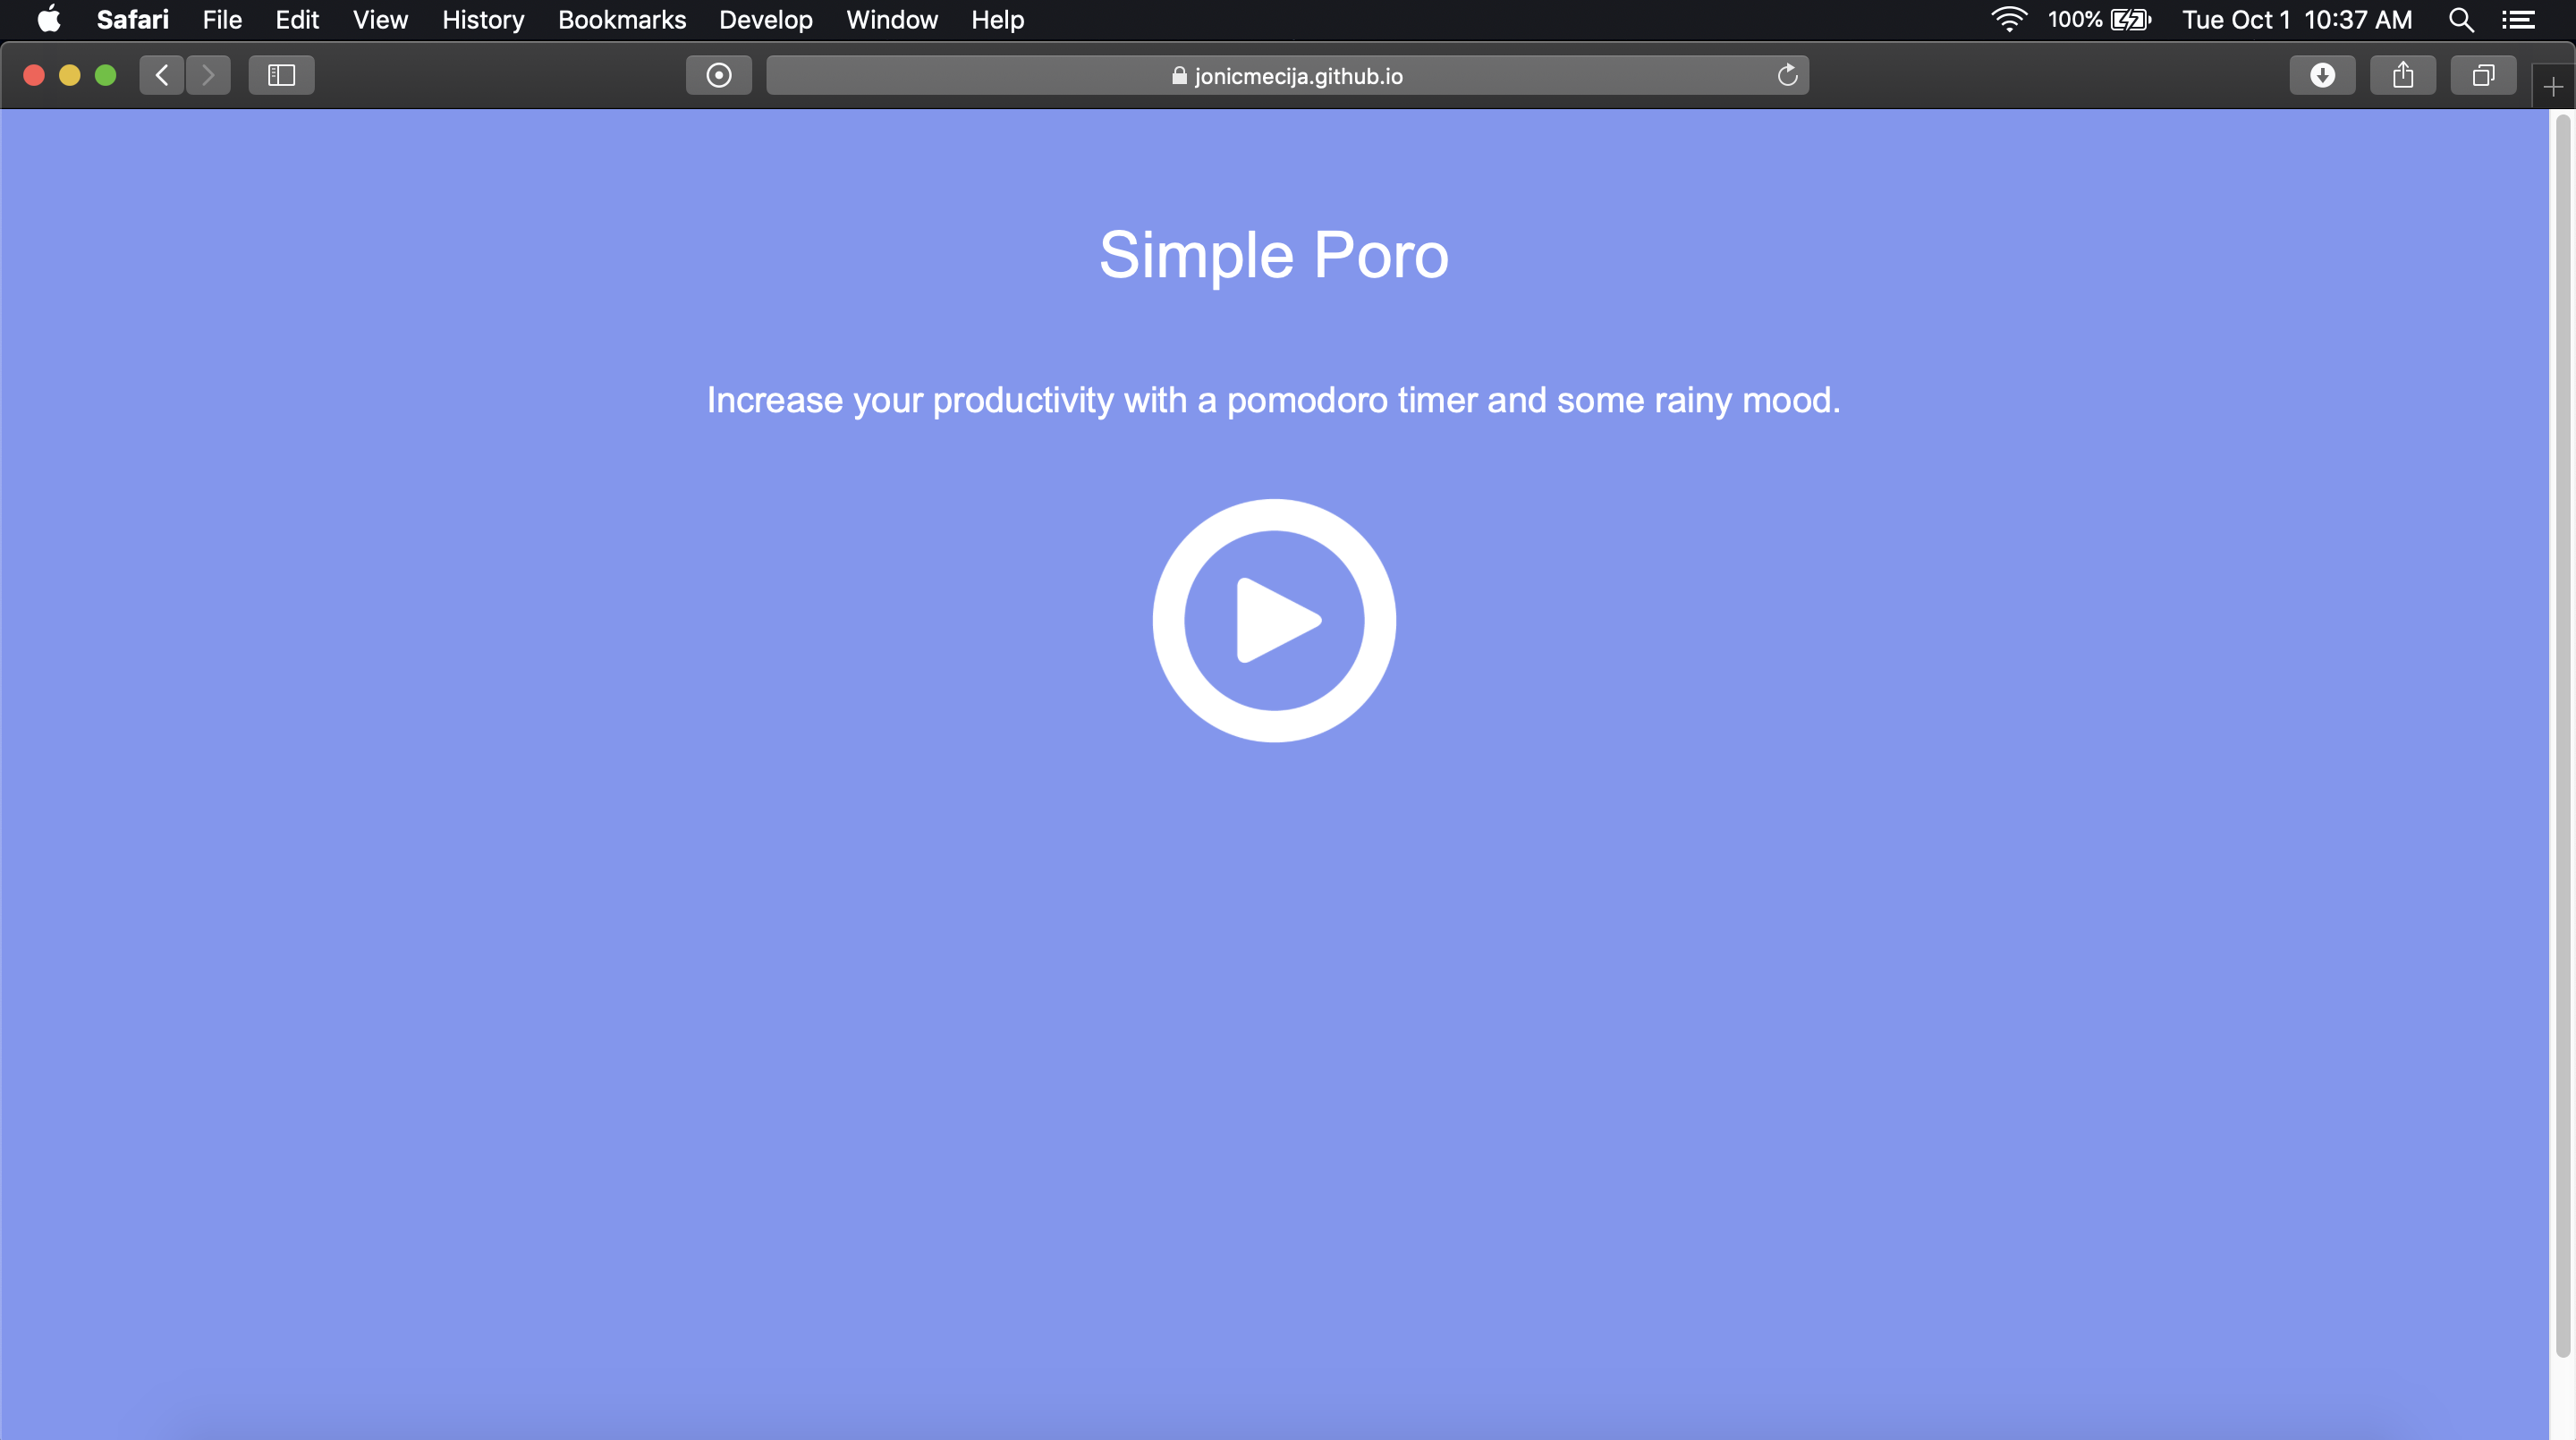 Safari File Edit View History Bookmarks Develop Window Help 100% Tue Oct 1 10:37 AM
jonicmecija.github.io
Simple Poro
Increase your productivity with a pomodoro timer and some rainy mood.